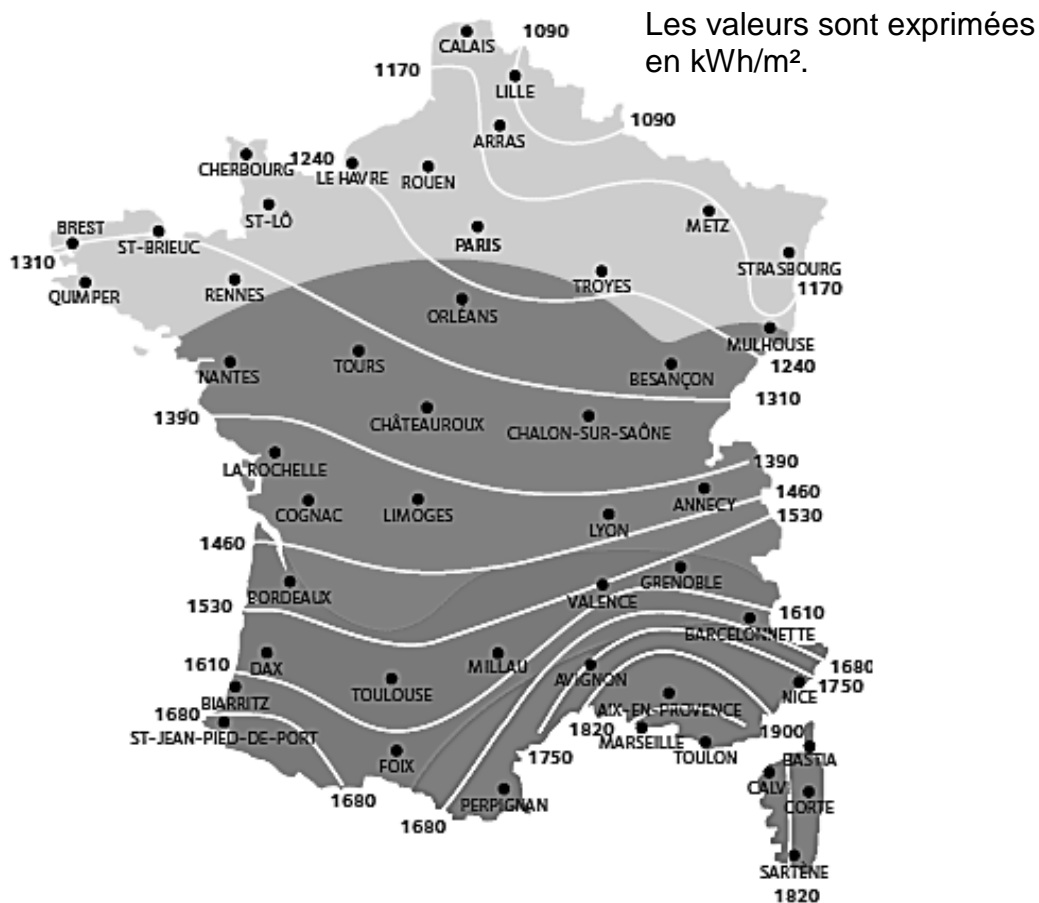 Les valeurs sont exprimées
en kWh/m².
1090
CALAIS
1170
LILLE
1090
ARRAS
CHERBOURG
1240
LE HAVRE
ROUEN
ST-LÔ
METZ
BREST
ST-BRIEUC
PARIS
1310
STRASBOURG
QUIMPER
RENNES
TROYES
1170
ORLÉANS
MULHOUSE
NANTES
TOURS
BESANÇON
1240
1310
1390
CHÂTEAUROUX
CHALON-SUR-SAÔNE
LA ROCHELLE
1390
ANNECY
1460
COGNAC
LIMOGES
LYON
1530
1460
GRENOBLE
BORDEAUX
VALENCE
1530
1610
BARCELONNETTE
1610
DAX
MILLAU
AVIGNON
1680
TOULOUSE
NICE
1750
BIARRITZ
AIX-EN-PROVENCE
1680
ST-JEAN-PIED-DE-PORT
1820
1900
MARSEILLE
1750
TOULON
BASTIA
FOIX
CALVI
1680
PERPIGNAN
CORTE
1680
SARTÈNE
1820